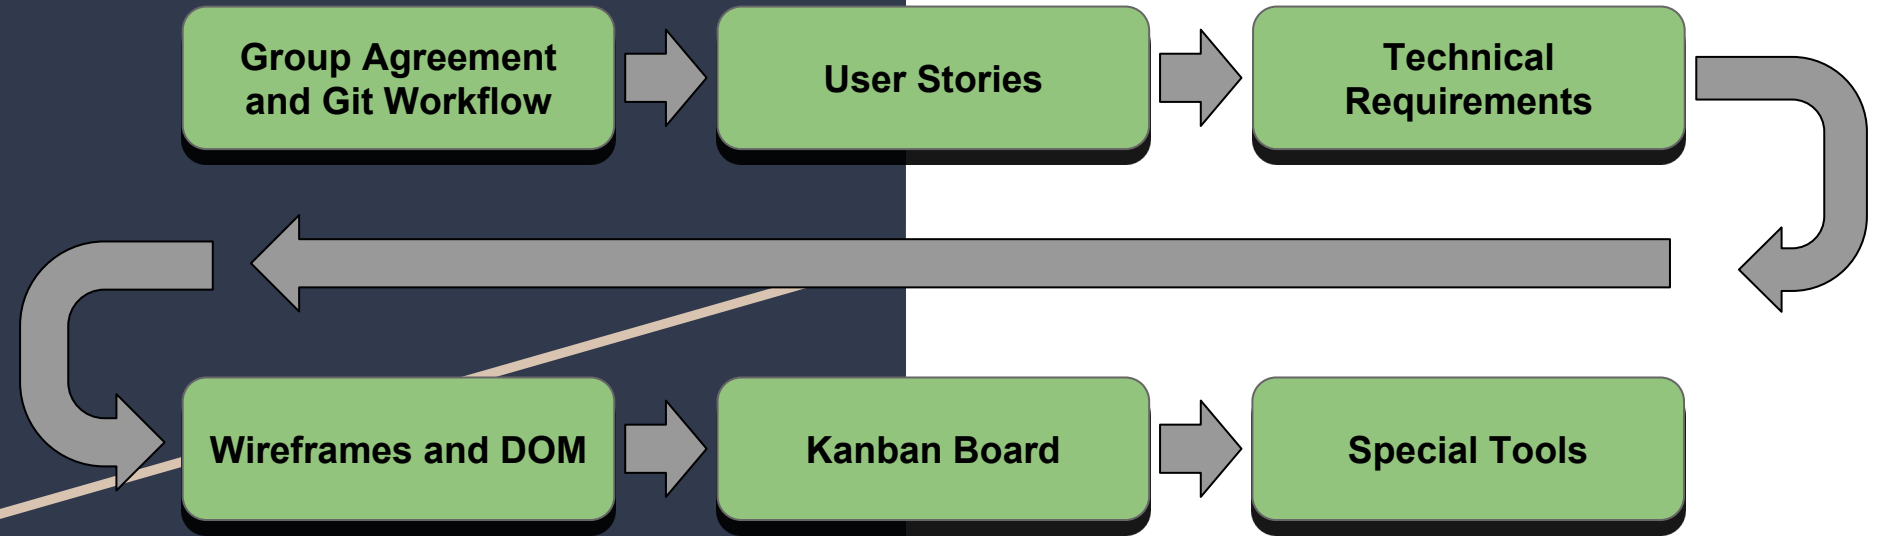 Group Agreement
and Git Workflow
User Stories
Technical
Requirements
Wireframes and DOM
Kanban Board
Special Tools